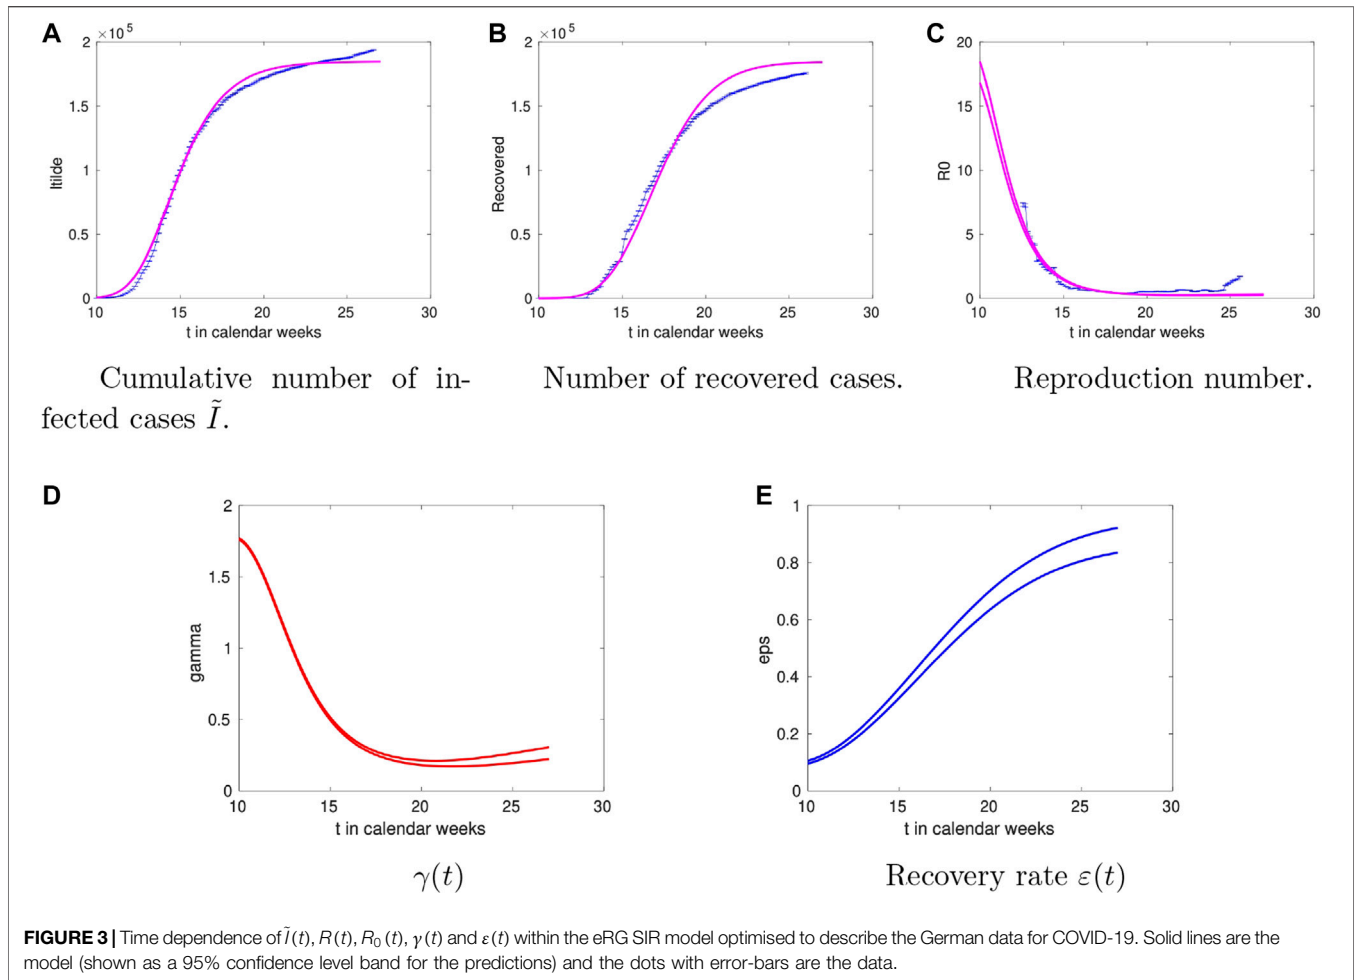 A
×10^5
2
1.5
1
0.5
0
Itilde
10 15 20 25 30
t in calendar weeks
Cumulative number of in-
fected cases Ĩ.
B
×10^5
2
1.5
1
0.5
0
Recovered
10 15 20 25 30
t in calendar weeks
Number of recovered cases.
C
20
15
10
5
0
R0
10 15 20 25 30
t in calendar weeks
Reproduction number.
D
2
1.5
1
0.5
0
gamma
10 15 20 25 30
t in calendar weeks
γ(t)
E
1
0.8
0.6
0.4
0.2
0
eps
10 15 20 25 30
t in calendar weeks
Recovery rate ε(t)
FIGURE 3 | Time dependence of Ĩ(t), R(t), R₀ (t), γ(t) and ε(t) within the eRG SIR model optimised to describe the German data for COVID-19. Solid lines are the
model (shown as a 95% confidence level band for the predictions) and the dots with error-bars are the data.